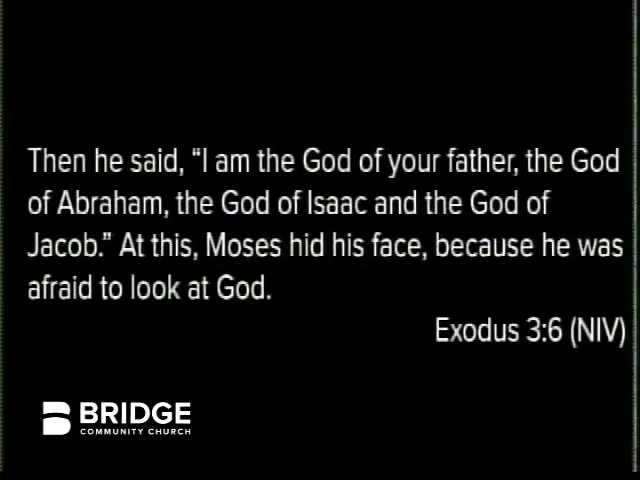 Then he said, “I am the God of your father, the God
of Abraham, the God of Isaac and the God of
Jacob.” At this, Moses hid his face, because he was
afraid to look at God.
Exodus 3:6 (NIV)
BRIDGE
COMMUNITY CHURCH